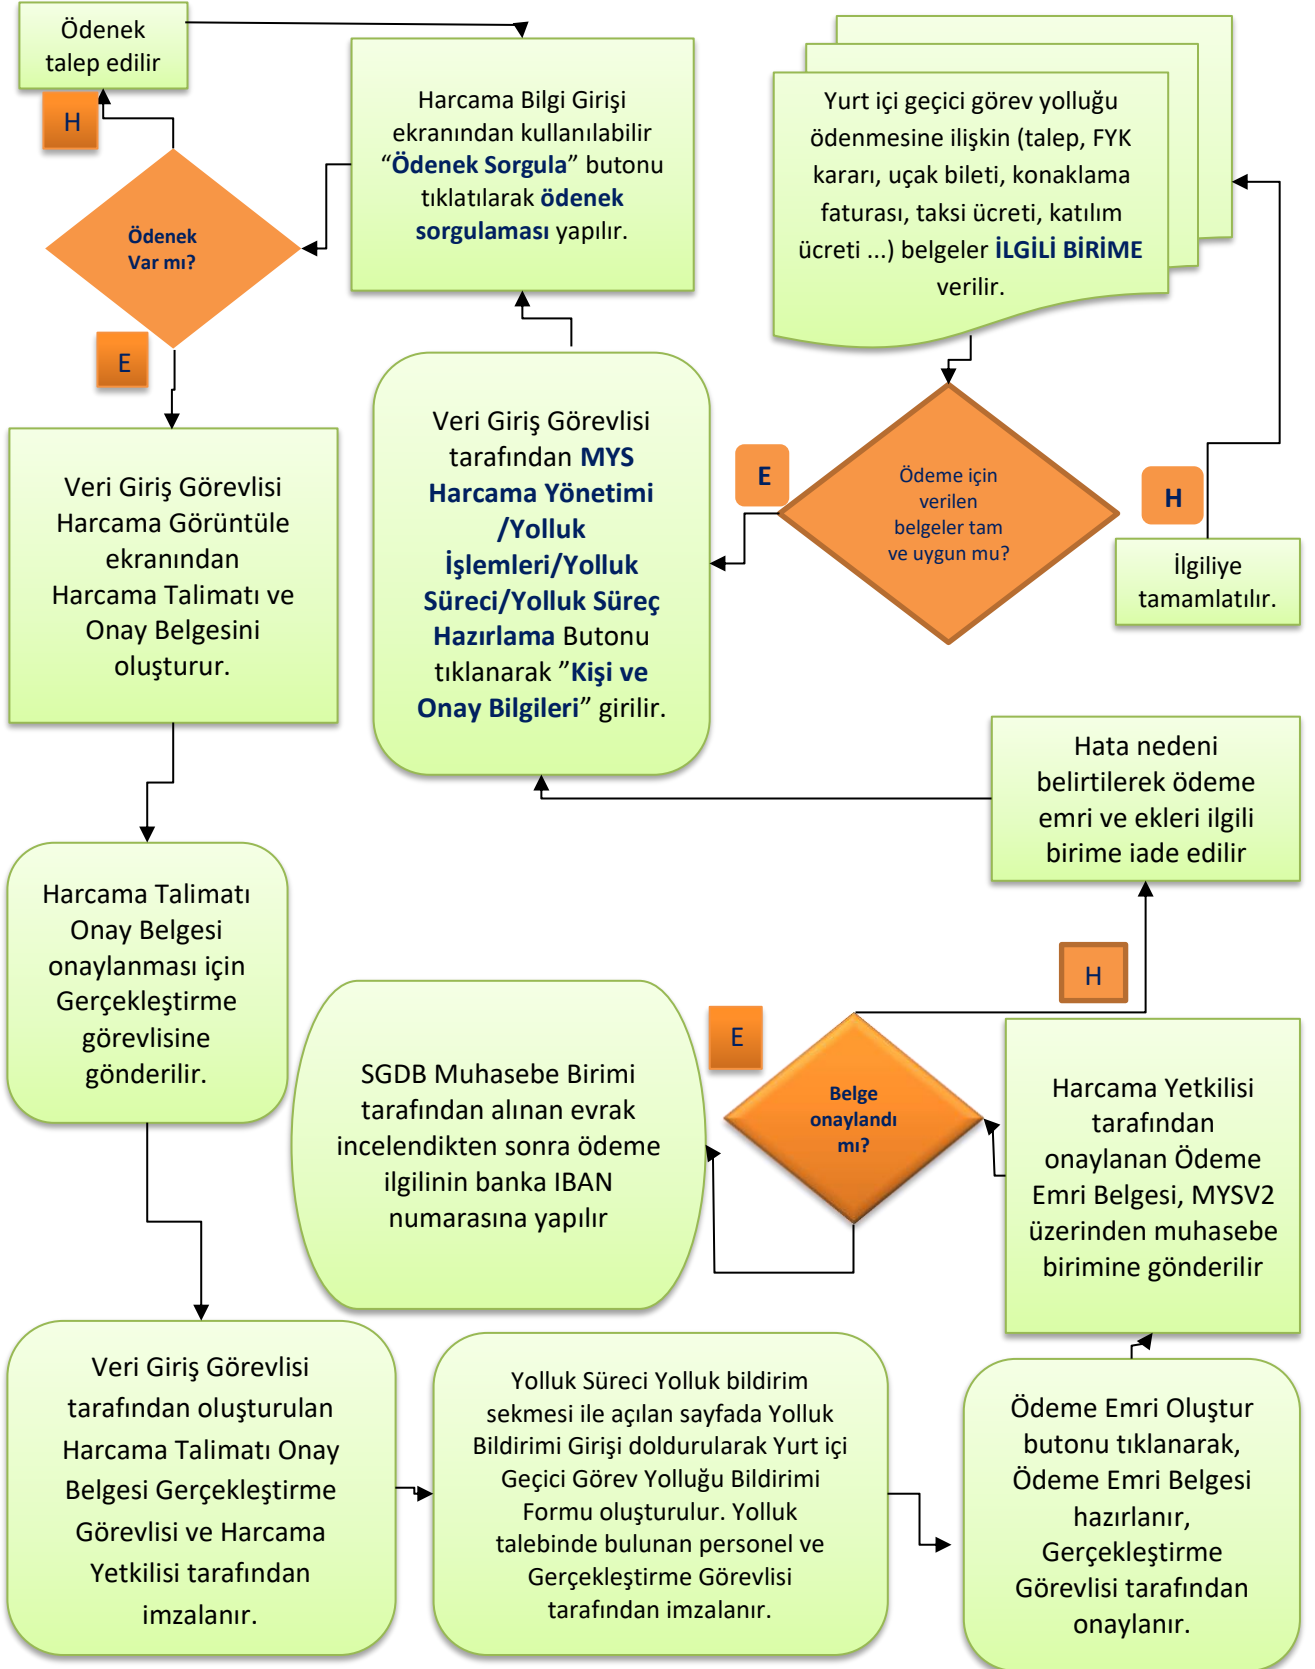 Ödenek
talep edilir
H
Ödenek
Var mı?
E
Harcama Bilgi Girişi
ekranından kullanılabilir
“Ödenek Sorgula” butonu
tıklatılarak ödenek
sorgulaması yapılır.
Yurt içi geçici görev yolluğu
ödenmesine ilişkin (talep, FYK
kararı, uçak bileti, konaklama
faturası, taksi ücreti, katılım
ücreti ...) belgeler İLGİLİ BİRİME
verilir.
Veri Giriş Görevlisi
tarafından MYS
Harcama Yönetimi
/Yolluk
İşlemleri/Yolluk
Süreci/Yolluk Süreç
Hazırlama Butonu
tıklanarak ”Kişi ve
Onay Bilgileri” girilir.
E
Ödeme için
verilen
belgeler tam
ve uygun mu?
H
İlgiliye
tamamlatılır.
Veri Giriş Görevlisi
Harcama Görüntüle
ekranından
Harcama Talimatı ve
Onay Belgesini
oluşturur.
Hata nedeni
belirtilerek ödeme
emri ve ekleri ilgili
birime iade edilir
Harcama Talimatı
Onay Belgesi
onaylanması için
Gerçekleştirme
görevlisine
gönderilir.
SGDB Muhasebe Birimi
tarafından alınan evrak
incelendikten sonra ödeme
ilgilinin banka IBAN
numarasına yapılır
E
Belge
onaylandı
mı?
H
Harcama Yetkilisi
tarafından
onaylanan Ödeme
Emri Belgesi, MYSV2
üzerinden muhasebe
birimine gönderilir
Veri Giriş Görevlisi
tarafından oluşturulan
Harcama Talimatı Onay
Belgesi Gerçekleştirme
Görevlisi ve Harcama
Yetkilisi tarafından
imzalanır.
Yolluk Süreci Yolluk bildirim
sekmesi ile açılan sayfada Yolluk
Bildirimi Girişi doldurularak Yurt içi
Geçici Görev Yolluğu Bildirimi
Formu oluşturulur. Yolluk
talebinde bulunan personel ve
Gerçekleştirme Görevlisi
tarafından imzalanır.
Ödeme Emri Oluştur
butonu tıklanarak,
Ödeme Emri Belgesi
hazırlanır,
Gerçekleştirme
Görevlisi tarafından
onaylanır.